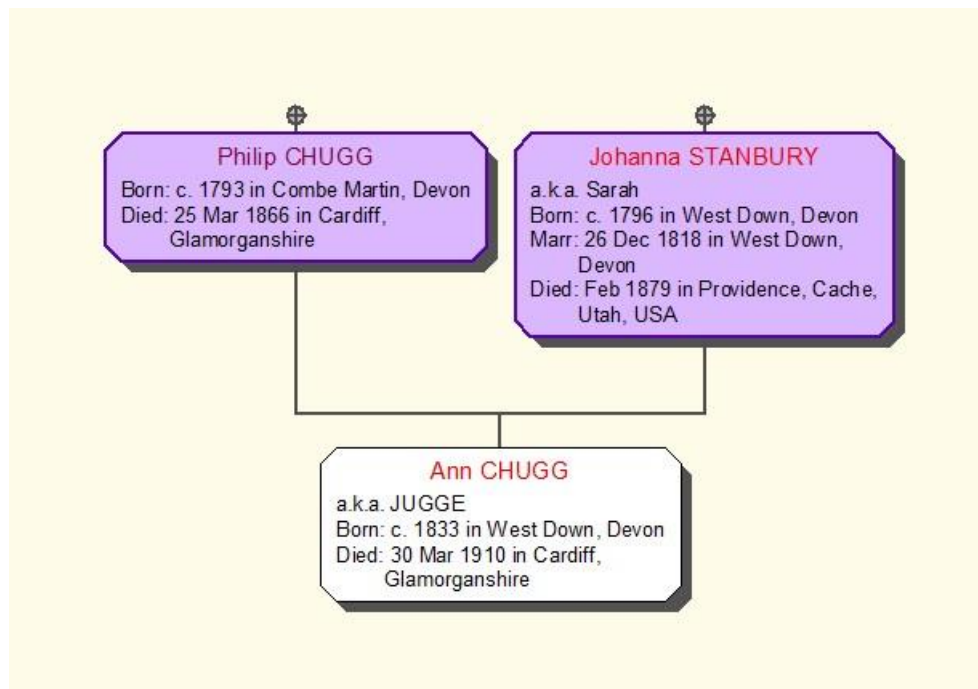 Philip CHUGG
Born: c. 1793 in Combe Martin, Devon
Died: 25 Mar 1866 in Cardiff,
Glamorganshire
Johanna STANBURY
a.k.a. Sarah
Born: c. 1796 in West Down, Devon
Marr: 26 Dec 1818 in West Down,
Devon
Died: Feb 1879 in Providence, Cache,
Utah, USA
Ann CHUGG
a.k.a. JUGGE
Born: c. 1833 in West Down, Devon
Died: 30 Mar 1910 in Cardiff,
Glamorganshire